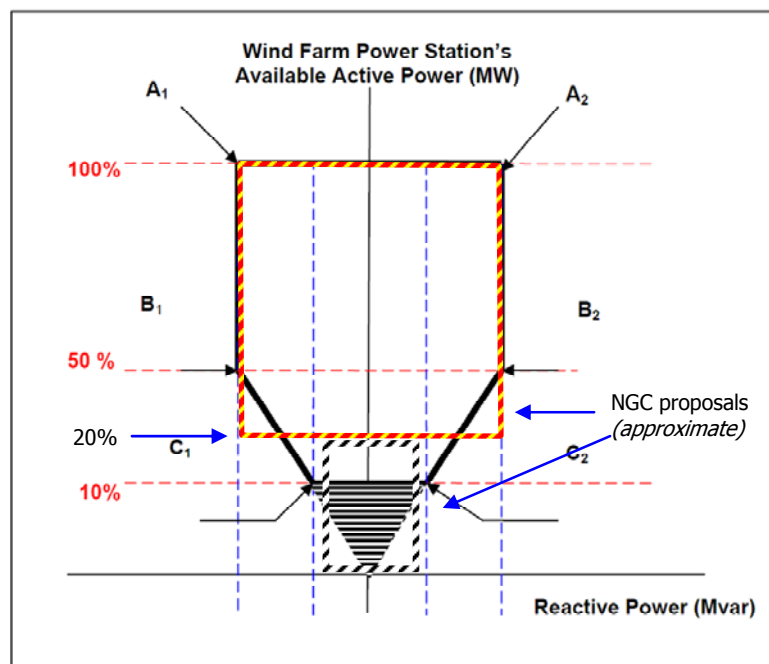 Wind Farm Power Station's
Available Active Power (MW)
A1
A2
100%
B1
B2
50 %
NGC proposals
(approximate)
20%
C1
C2
10%
Reactive Power (Mvar)